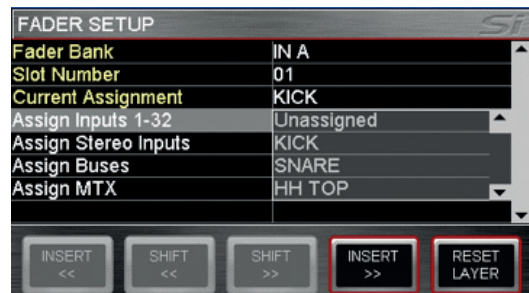 FADER SETUP Si
Fader Bank IN A
Slot Number 01
Current Assignment KICK
Assign Inputs 1-32 Unassigned
Assign Stereo Inputs KICK
Assign Buses SNARE
Assign MTX HH TOP
INSERT SHIFT SHIFT INSERT RESET
<< << >> >> LAYER